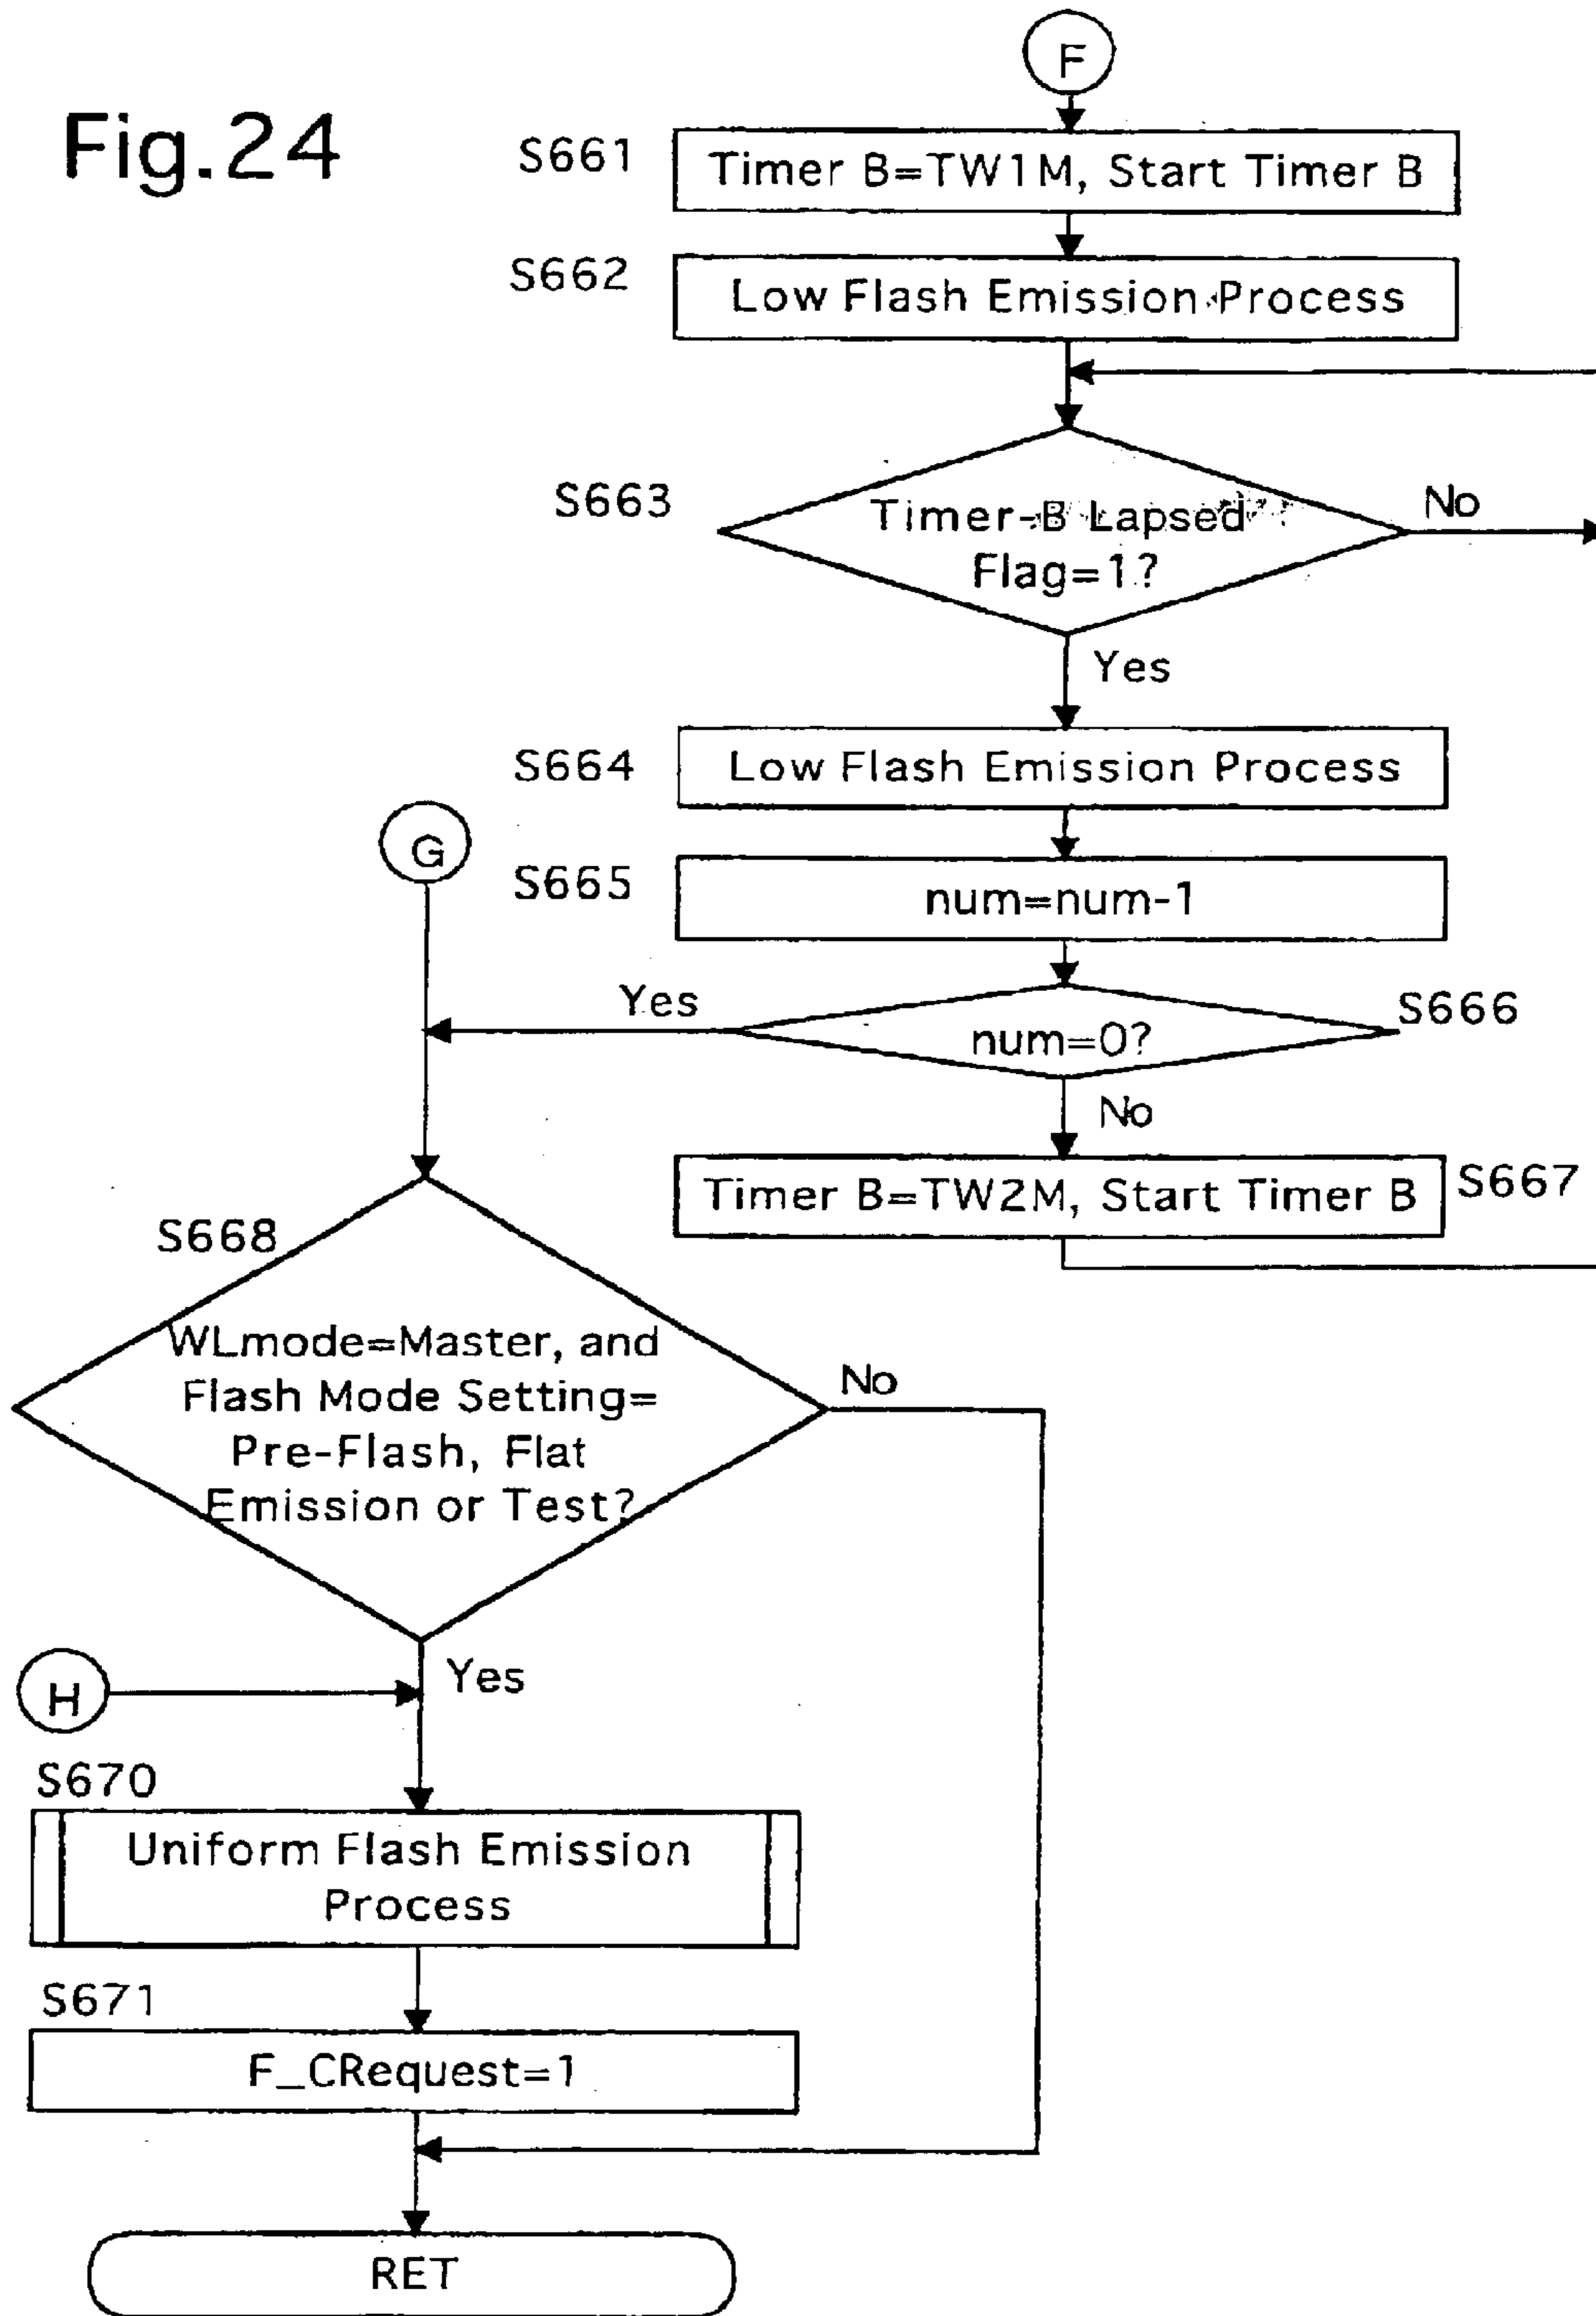 Fig.24
F
S661
Timer B=TW1M, Start Timer B
S662
Low Flash Emission Process
S663
Timer-B Lapsed
Flag=1?
No
Yes
S664
Low Flash Emission Process
G
S665
num=num-1
Yes
num=0?
S666
No
Timer B=TW2M, Start Timer B
S667
S668
WLmode=Master, and
Flash Mode Setting=
Pre-Flash, Flat
Emission or Test?
No
H
Yes
S670
Uniform Flash Emission
Process
S671
F_CRequest=1
RET